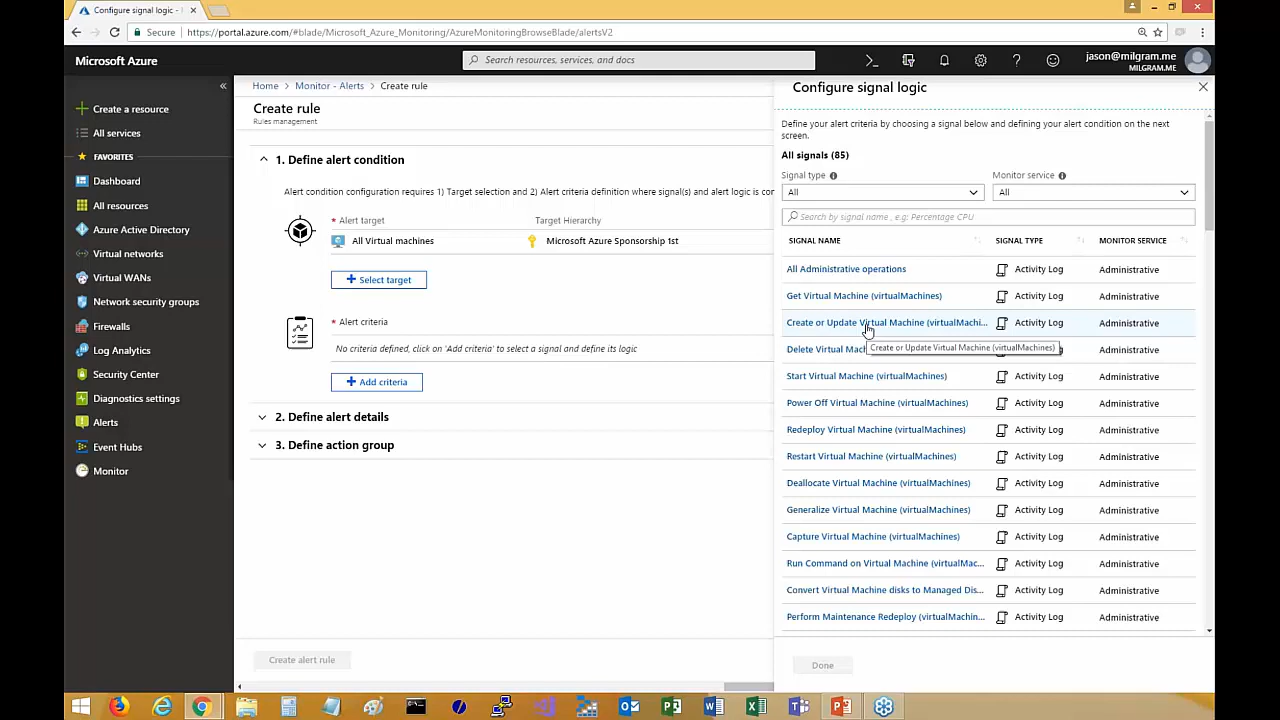 Configure signal logic -
Secure
https://portal.azure.com/#blade/Microsoft_Azure_Monitoring/AzureMonitoringBrowseBlade/alertsV2
Microsoft Azure
Search resources, services, and docs
jason@milgram.me
MILGRAM.ME
Create a resource
All services
FAVORITES
Dashboard
All resources
Azure Active Directory
Virtual networks
Virtual WANs
Network security groups
Firewalls
Log Analytics
Security Center
Diagnostics settings
Alerts
Event Hubs
Monitor
Home > Monitor - Alerts > Create rule
Create rule
Rules management
1. Define alert condition
Alert condition configuration requires 1) Target selection and 2) Alert criteria definition where signal(s) and alert logic is co
* Alert target
Target Hierarchy
All Virtual machines
Microsoft Azure Sponsorship 1st
+ Select target
* Alert criteria
No criteria defined, click on 'Add criteria' to select a signal and define its logic
+ Add criteria
2. Define alert details
3. Define action group
Create alert rule
Configure signal logic
Define your alert criteria by choosing a signal below and defining your alert condition on the next
screen.
All signals (85)
Signal type
Monitor service
All
All
Search by signal name , e.g: Percentage CPU
SIGNAL NAME SIGNAL TYPE MONITOR SERVICE
All Administrative operations Activity Log Administrative
Get Virtual Machine (virtualMachines) Activity Log Administrative
Create or Update Virtual Machine (virtualMachi... Activity Log Administrative
Create or Update Virtual Machine (virtualMachines)
Delete Virtual Mac Administrative
Start Virtual Machine (virtualMachines) Activity Log Administrative
Power Off Virtual Machine (virtualMachines) Activity Log Administrative
Redeploy Virtual Machine (virtualMachines) Activity Log Administrative
Restart Virtual Machine (virtualMachines) Activity Log Administrative
Deallocate Virtual Machine (virtualMachines) Activity Log Administrative
Generalize Virtual Machine (virtualMachines) Activity Log Administrative
Capture Virtual Machine (virtualMachines) Activity Log Administrative
Run Command on Virtual Machine (virtualMac... Activity Log Administrative
Convert Virtual Machine disks to Managed Dis... Activity Log Administrative
Perform Maintenance Redeploy (virtualMachin... Activity Log Administrative
Done